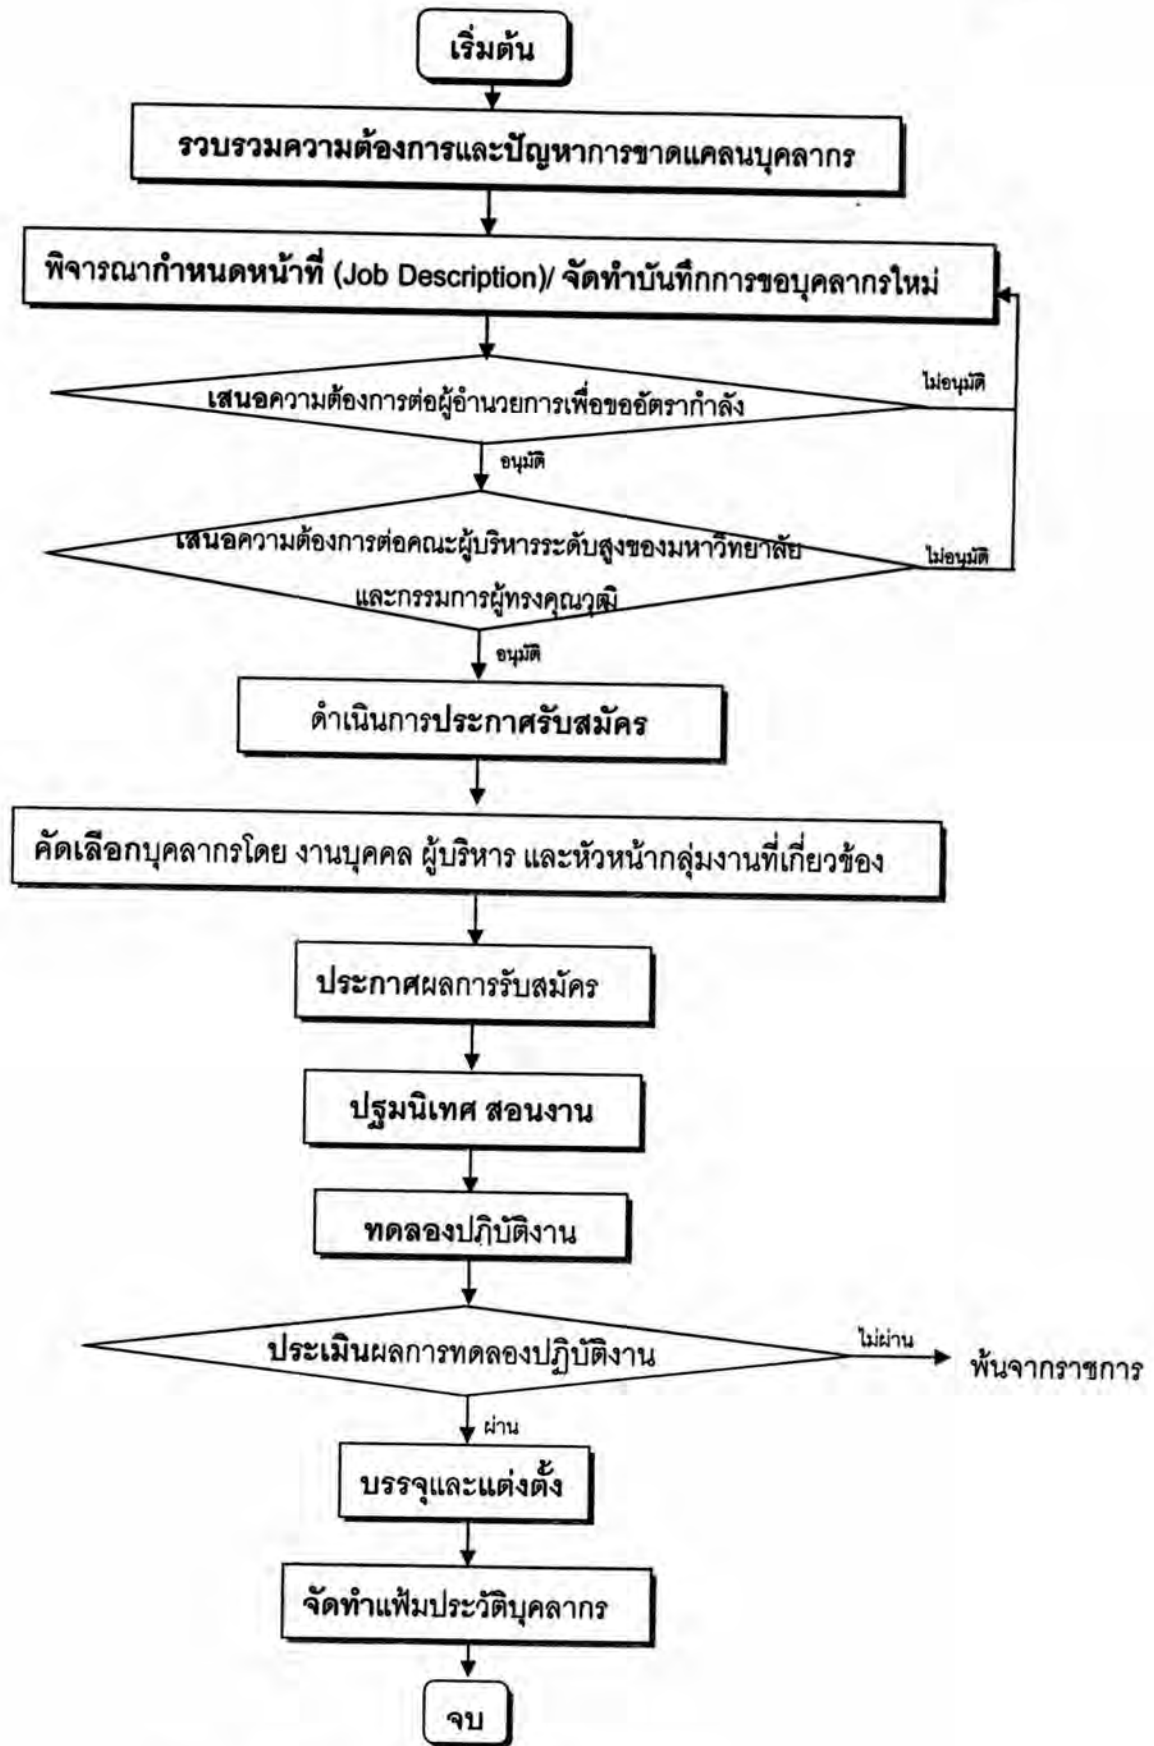 เริ่มต้น
รวบรวมความต้องการและปัญหาการขาดแคลนบุคลากร
พิจารณากำหนดหน้าที่ (Job Description)/ จัดทำบันทึกการขอบุคลากรใหม่
ไม่อนุมัติ
เสนอความต้องการต่อผู้อำนวยการเพื่อขออัตรากำลัง
อนุมัติ
เสนอความต้องการต่อคณะผู้บริหารระดับสูงของมหาวิทยาลัย
ไม่อนุมัติ
และกรรมการผู้ทรงคุณวุฒิ
อนุมัติ
ดำเนินการประกาศรับสมัคร
คัดเลือกบุคลากรโดย งานบุคคล ผู้บริหาร และหัวหน้ากลุ่มงานที่เกี่ยวข้อง
ประกาศผลการรับสมัคร
ปฐมนิเทศ สอนงาน
ทดลองปฏิบัติงาน
ประเมินผลการทดลองปฏิบัติงาน
ไม่ผ่าน
พ้นจากราชการ
ผ่าน
บรรจุและแต่งตั้ง
จัดทำแฟ้มประวัติบุคลากร
จบ